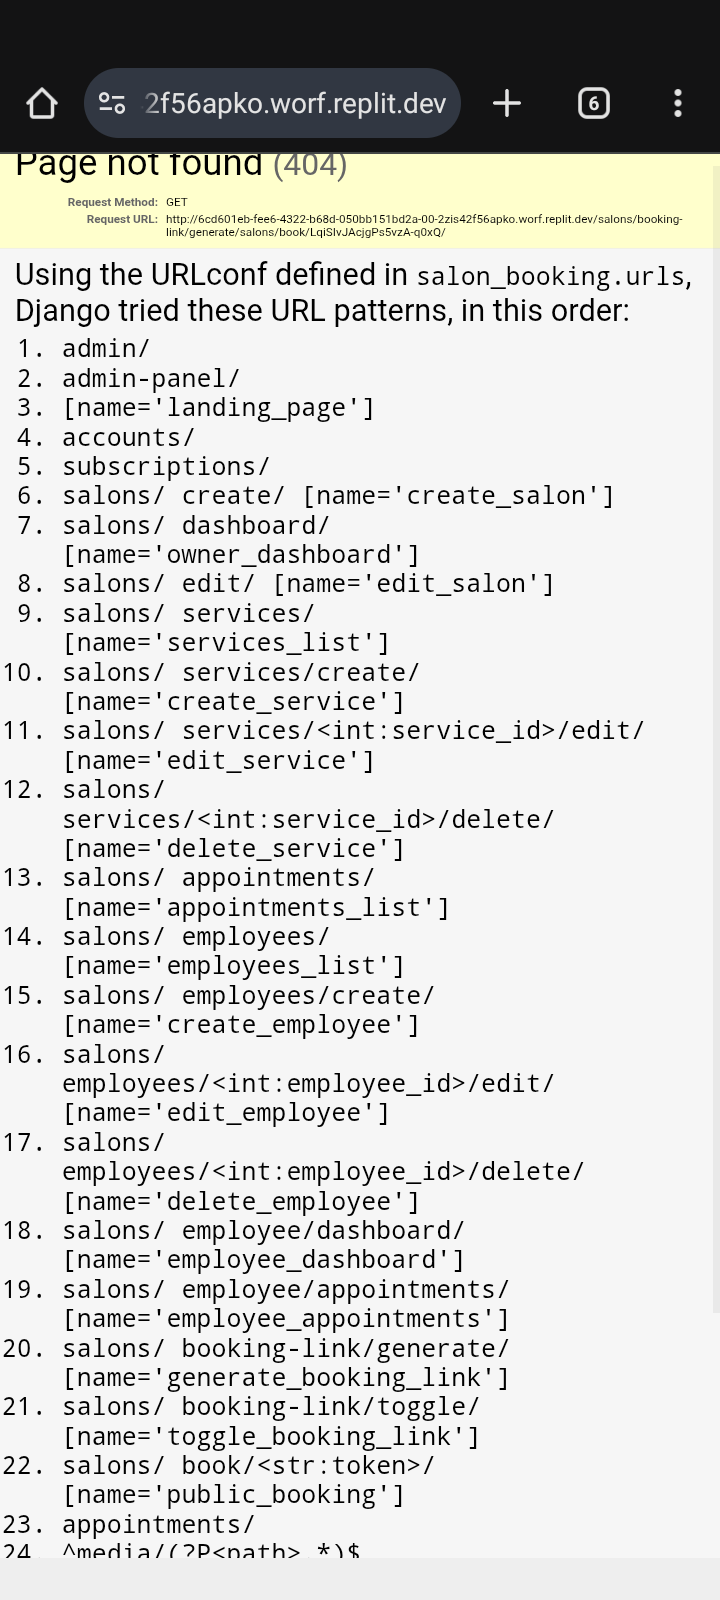 2f56apko.worf.replit.dev
6
Page not found (404)
Request Method: GET
Request URL: http://6cd601eb-fee6-4322-b68d-050bb151bd2a-00-2zis42f56apko.worf.replit.dev/salons/booking-
link/generate/salons/book/LqiSIvJAcjgPs5vzA-q0xQ/
Using the URLconf defined in salon_booking.urls,
Django tried these URL patterns, in this order:
1. admin/
2. admin-panel/
3. [name='landing_page']
4. accounts/
5. subscriptions/
6. salons/ create/ [name='create_salon']
7. salons/ dashboard/
[name='owner_dashboard']
8. salons/ edit/ [name='edit_salon']
9. salons/ services/
[name='services_list']
10. salons/ services/create/
[name='create_service']
11. salons/ services/<int:service_id>/edit/
[name='edit_service']
12. salons/
services/<int:service_id>/delete/
[name='delete_service']
13. salons/ appointments/
[name='appointments_list']
14. salons/ employees/
[name='employees_list']
15. salons/ employees/create/
[name='create_employee']
16. salons/
employees/<int:employee_id>/edit/
[name='edit_employee']
17. salons/
employees/<int:employee_id>/delete/
[name='delete_employee']
18. salons/ employee/dashboard/
[name='employee_dashboard']
19. salons/ employee/appointments/
[name='employee_appointments']
20. salons/ booking-link/generate/
[name='generate_booking_link']
21. salons/ booking-link/toggle/
[name='toggle_booking_link']
22. salons/ book/<str:token>/
[name='public_booking']
23. appointments/
24. ^media/(?P<path>.*)$